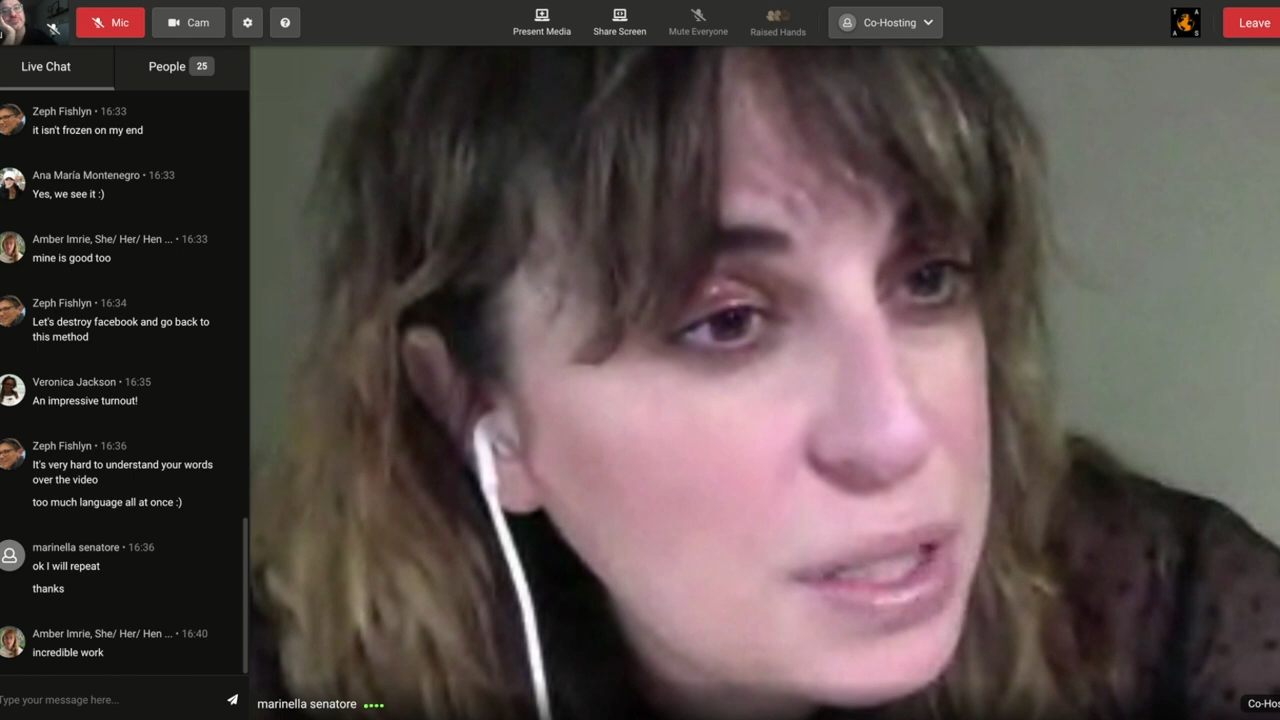 Mic
Cam
Present Media
Share Screen
Mute Everyone
Raised Hands
Co-Hosting
T A
A S
Leave
Live Chat
People 25
Zeph Fishlyn • 16:33
it isn't frozen on my end
Ana María Montenegro • 16:33
Yes, we see it :)
Amber Imrie, She/ Her/ Hen ... • 16:33
mine is good too
Zeph Fishlyn • 16:34
Let's destroy facebook and go back to
this method
Veronica Jackson • 16:35
An impressive turnout!
Zeph Fishlyn • 16:36
It's very hard to understand your words
over the video
too much language all at once :)
marinella senatore • 16:36
ok I will repeat
thanks
Amber Imrie, She/ Her/ Hen ... • 16:40
incredible work
Type your message here...
marinella senatore
Co-Hos